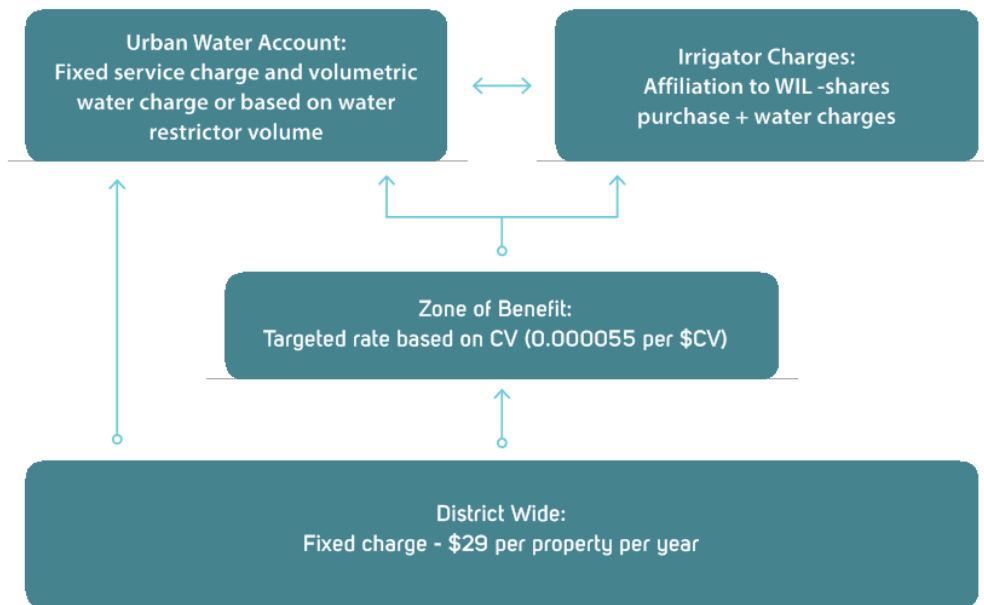 Urban Water Account:
Fixed service charge and volumetric
water charge or based on water
restrictor volume
Irrigator Charges:
Affiliation to WIL -shares
purchase + water charges
Zone of Benefit:
Targeted rate based on CV (0.000055 per $CV)
District Wide:
Fixed charge - $29 per property per year